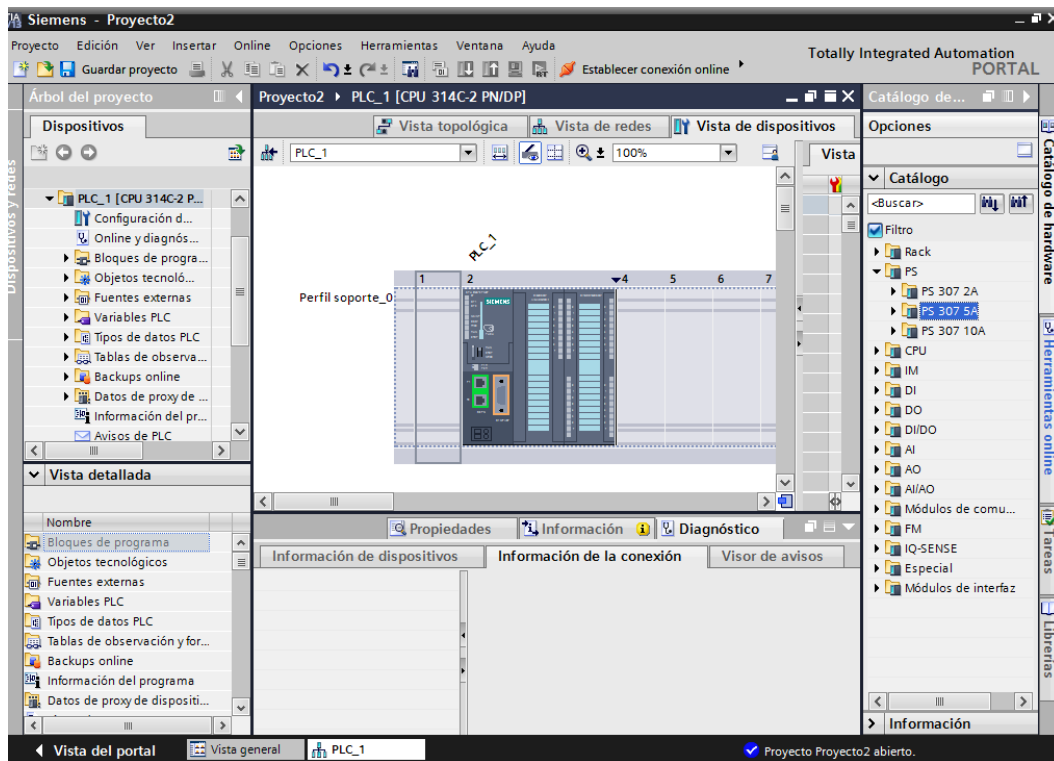 Siemens - Proyecto2
Proyecto Edición Ver Insertar Online Opciones Herramientas Ventana Ayuda
Totally Integrated Automation
PORTAL
Guardar proyecto
Establecer conexión online
Árbol del proyecto
Dispositivos
Dispositivos y redes
PLC_1 [CPU 314C-2 P...
Configuración d...
Online y diagnós...
Bloques de progra...
Objetos tecnoló...
Fuentes externas
Variables PLC
Tipos de datos PLC
Tablas de observa...
Backups online
Datos de proxy de ...
Información del pr...
Avisos de PLC
Vista detallada
Nombre
Bloques de programa
Objetos tecnológicos
Fuentes externas
Variables PLC
Tipos de datos PLC
Tablas de observación y for...
Backups online
Información del programa
Datos de proxy de dispositi...
Proyecto2 PLC_1 [CPU 314C-2 PN/DP]
Vista topológica Vista de redes Vista de dispositivos
PLC_1
100%
Vista
PLC_1
1 2 4 5 6 7
Perfil soporte_0
SIEMENS
Propiedades Información Diagnóstico
Información de dispositivos Información de la conexión Visor de avisos
Catálogo de...
Opciones
Catálogo
<Buscar>
Filtro
Rack
PS
PS 307 2A
PS 307 5A
PS 307 10A
CPU
IM
DI
DO
DI/DO
AI
AO
AI/AO
Módulos de comu...
FM
IQ-SENSE
Especial
Módulos de interfaz
Información
Catálogo de hardware
Herramientas online
Tareas
Librerías
Vista del portal Vista general PLC_1
Proyecto Proyecto2 abierto.